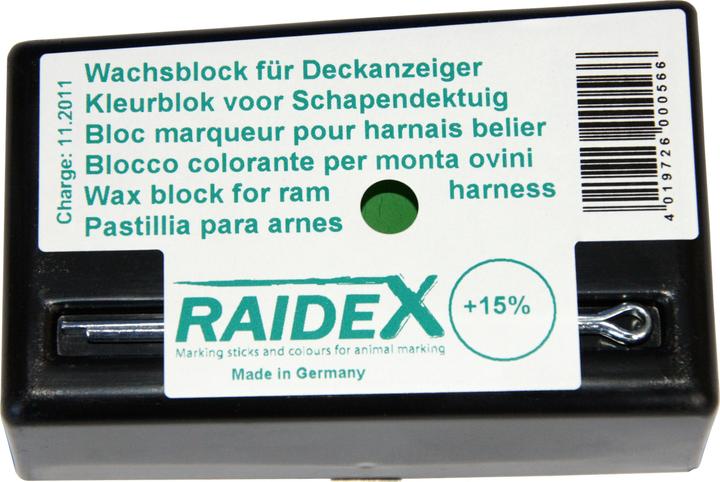 Charge: 11.2011
Wachsblock für Deckanzeiger
Kleurblok voor Schapendektuig
Bloc marqueur pour harnais belier
Blocco colorante per monta ovini
Wax block for ram harness
Pastillia para arnes
4 019726 000566
RAIDEX
+15%
Marking sticks and colours for animal marking
Made in Germany